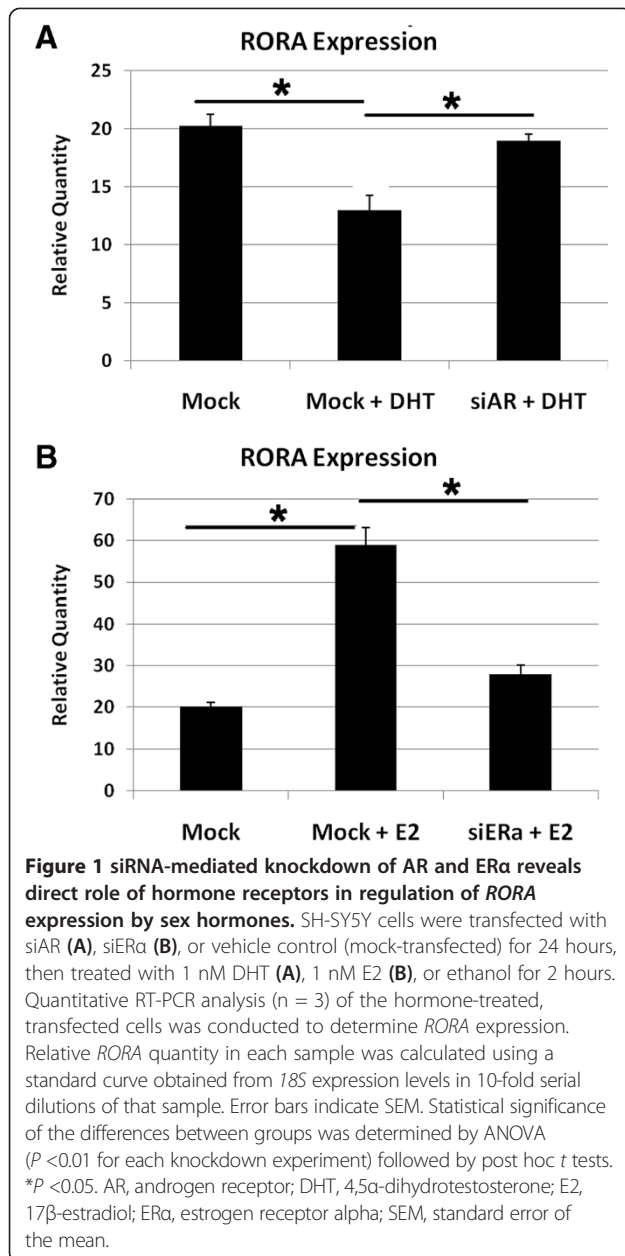 A
RORA Expression
25
20
15
10
5
0
Relative Quantity
*
*
Mock
Mock + DHT
siAR + DHT
B
RORA Expression
70
60
50
40
30
20
10
0
Relative Quantity
*
*
Mock
Mock + E2
siERa + E2
Figure 1 siRNA-mediated knockdown of AR and ERα reveals
direct role of hormone receptors in regulation of RORA
expression by sex hormones. SH-SY5Y cells were transfected with
siAR (A), siERα (B), or vehicle control (mock-transfected) for 24 hours,
then treated with 1 nM DHT (A), 1 nM E2 (B), or ethanol for 2 hours.
Quantitative RT-PCR analysis (n = 3) of the hormone-treated,
transfected cells was conducted to determine RORA expression.
Relative RORA quantity in each sample was calculated using a
standard curve obtained from 18S expression levels in 10-fold serial
dilutions of that sample. Error bars indicate SEM. Statistical significance
of the differences between groups was determined by ANOVA
(P <0.01 for each knockdown experiment) followed by post hoc t tests.
*P <0.05. AR, androgen receptor; DHT, 4,5α-dihydrotestosterone; E2,
17β-estradiol; ERα, estrogen receptor alpha; SEM, standard error of
the mean.